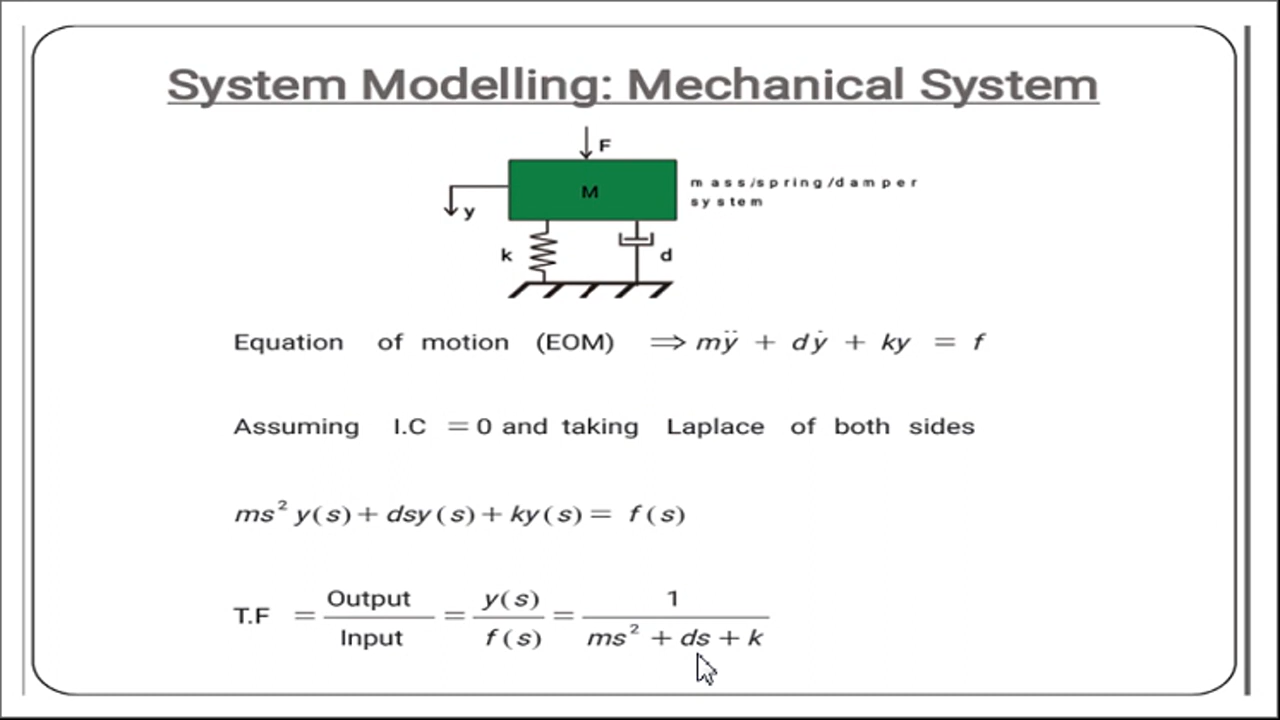 System Modelling: Mechanical System
F
M
mass/spring/damper
system
y
k
d
Equation of motion (EOM) ⟹ mÿ + dẏ + ky = f
Assuming I.C = 0 and taking Laplace of both sides
ms² y(s) + dsy(s) + ky(s) = f(s)
T.F = Output/Input = y(s)/f(s) = 1/(ms² + ds + k)